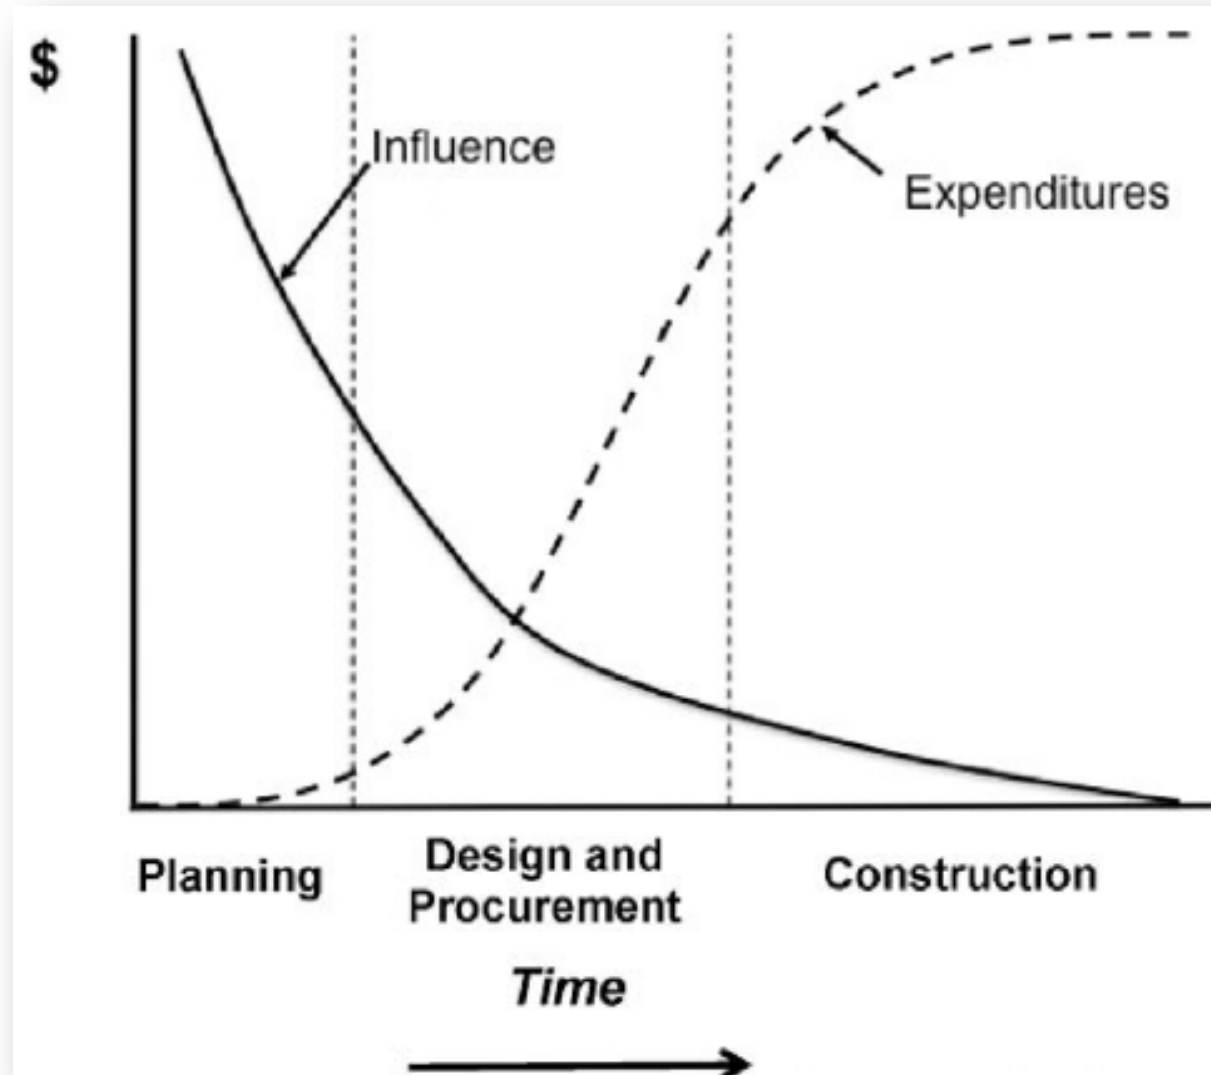 $
Influence
Expenditures
Planning
Design and
Procurement
Construction
Time